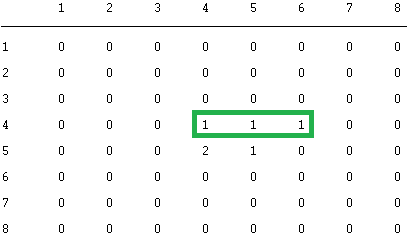 1 2 3 4 5 6 7 8
1 0 0 0 0 0 0 0 0
2 0 0 0 0 0 0 0 0
3 0 0 0 0 0 0 0 0
4 0 0 0 1 1 1 0 0
5 0 0 0 2 1 0 0 0
6 0 0 0 0 0 0 0 0
7 0 0 0 0 0 0 0 0
8 0 0 0 0 0 0 0 0